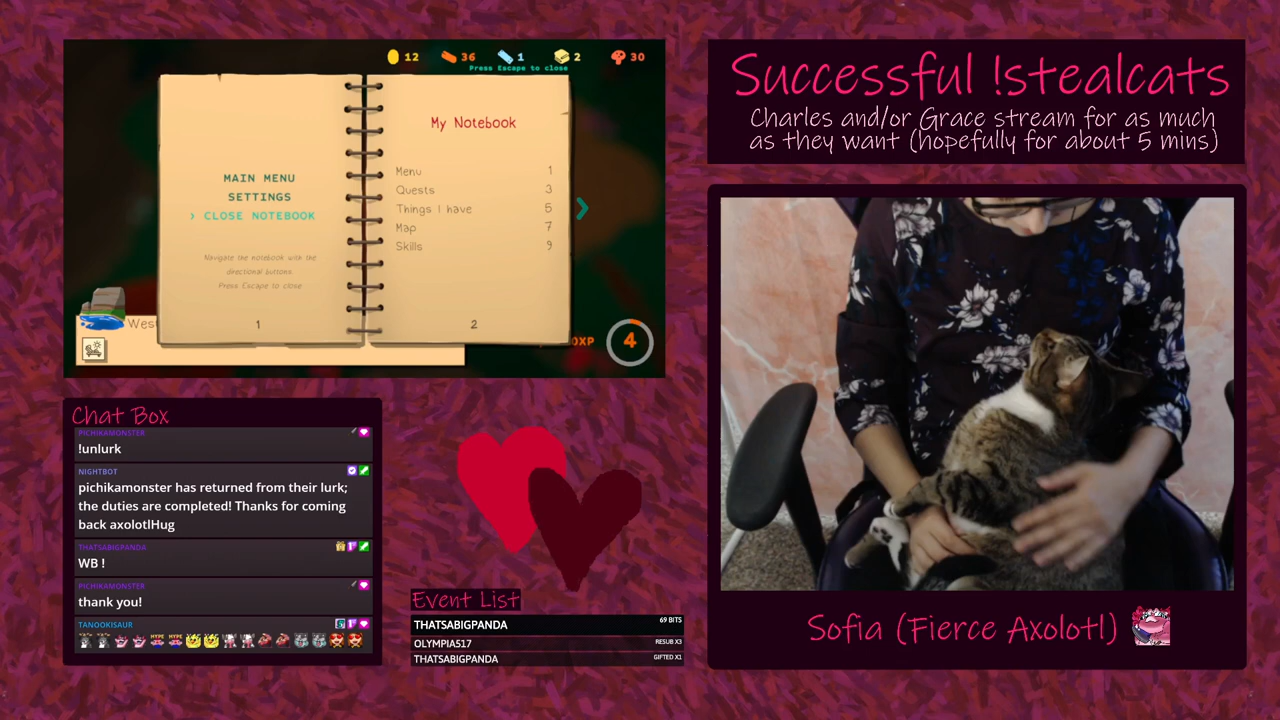 12
36
1
2
30
Press Escape to close
MAIN MENU
SETTINGS
› CLOSE NOTEBOOK
Navigate the notebook with the
directional buttons
Press Escape to close
1
My Notebook
Menu 1
Quests 3
Things I have 5
Map 7
Skills 9
2
West
0XP
4
Successful !stealcats
Charles and/or Grace stream for as much
as they want (hopefully for about 5 mins)
Chat Box
PICHIKAMONSTER
!unlurk
NIGHTBOT
pichikamonster has returned from their lurk;
the duties are completed! Thanks for coming
back axolotlHug
THATSABIGPANDA
WB !
PICHIKAMONSTER
thank you!
TANOOKISAUR
HYPE HYPE
Event List
THATSABIGPANDA 69 BITS
OLYMPIA517 RESUB X3
THATSABIGPANDA GIFTED X1
Sofia (Fierce Axolotl)